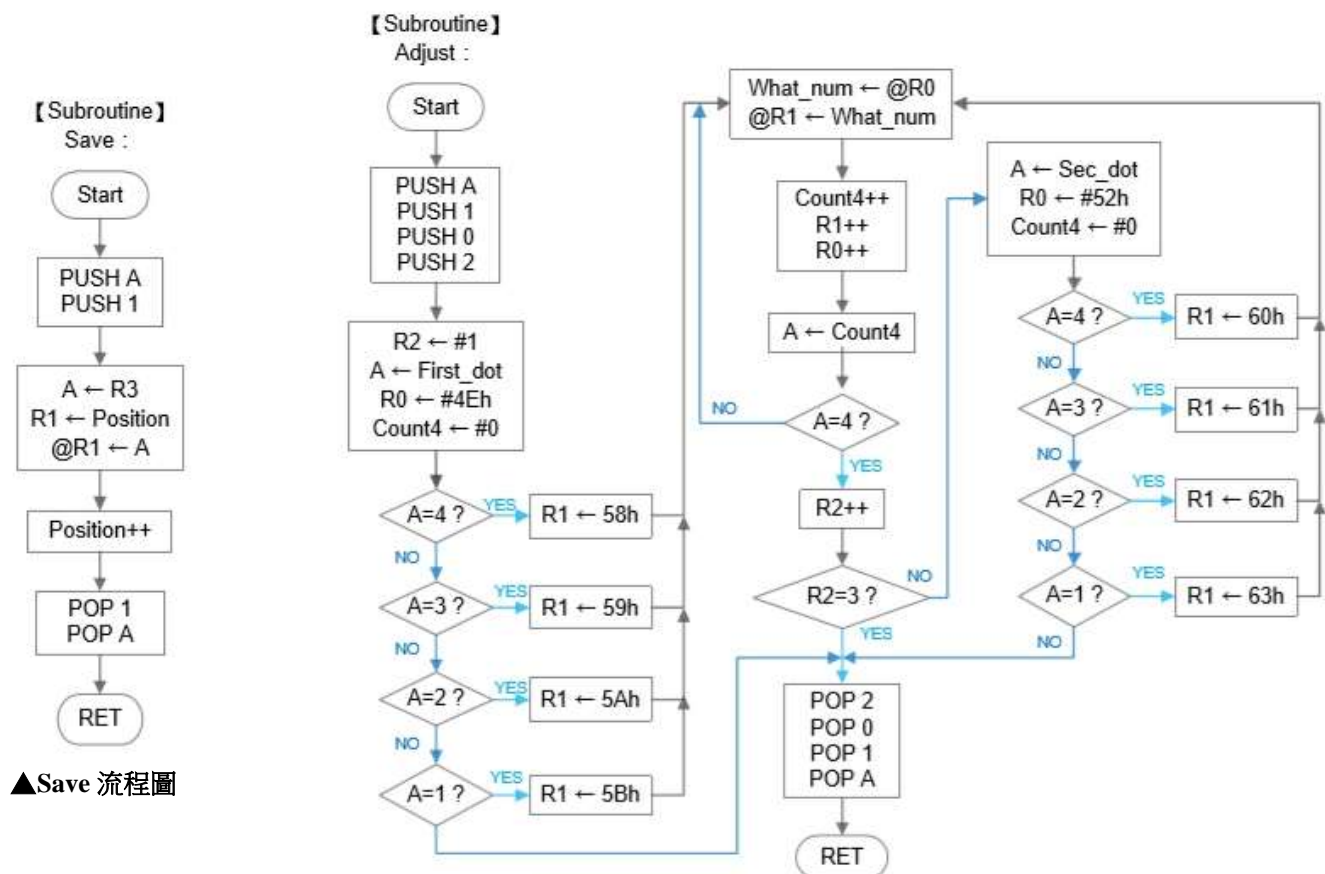 【Subroutine】
Save :
Start
PUSH A
PUSH 1
A ← R3
R1 ← Position
@R1 ← A
Position++
POP 1
POP A
RET
▲Save 流程圖
【Subroutine】
Adjust :
Start
PUSH A
PUSH 1
PUSH 0
PUSH 2
R2 ← #1
A ← First_dot
R0 ← #4Eh
Count4 ← #0
A=4 ?
YES
R1 ← 58h
NO
A=3 ?
YES
R1 ← 59h
NO
A=2 ?
YES
R1 ← 5Ah
NO
A=1 ?
YES
R1 ← 5Bh
What_num ← @R0
@R1 ← What_num
Count4++
R1++
R0++
A ← Count4
A=4 ?
NO
YES
R2++
R2=3 ?
NO
YES
POP 2
POP 0
POP 1
POP A
RET
A ← Sec_dot
R0 ← #52h
Count4 ← #0
A=4 ?
YES
R1 ← 60h
NO
A=3 ?
YES
R1 ← 61h
NO
A=2 ?
YES
R1 ← 62h
NO
A=1 ?
YES
R1 ← 63h
NO